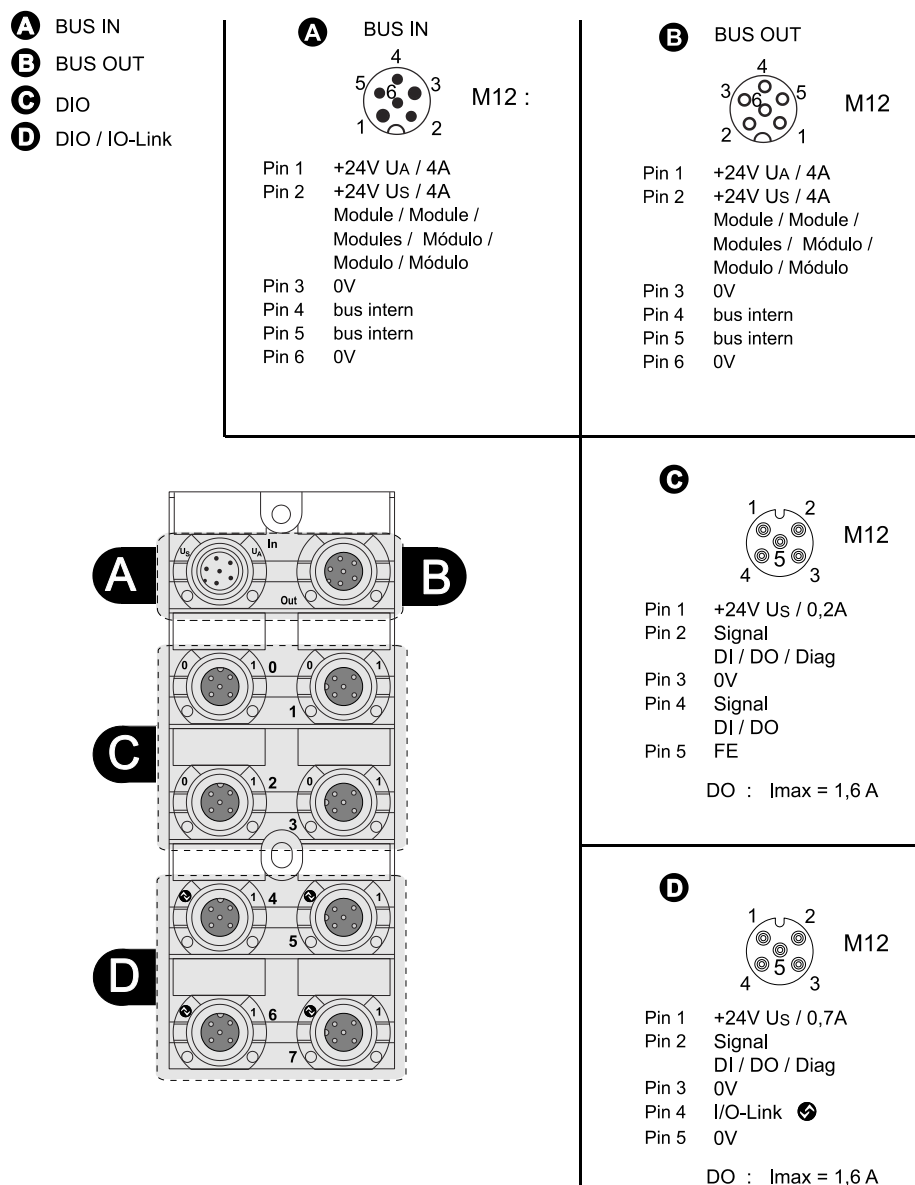 A BUS IN
B BUS OUT
C DIO
D DIO / IO-Link
A BUS IN
4
5 6 3
1 2
M12 :
Pin 1 +24V UA / 4A
Pin 2 +24V US / 4A
Module / Module /
Modules / Módulo /
Modulo / Módulo
Pin 3 0V
Pin 4 bus intern
Pin 5 bus intern
Pin 6 0V
B BUS OUT
4
3 6 5
2 1
M12
Pin 1 +24V UA / 4A
Pin 2 +24V US / 4A
Module / Module /
Modules / Módulo /
Modulo / Módulo
Pin 3 0V
Pin 4 bus intern
Pin 5 bus intern
Pin 6 0V
A US UA In B
Out
0 1 0 0 1
1
C
0 1 2 0 1
3
1 4 1
5
D
1 6 1
7
C
1 2
5
4 3
M12
Pin 1 +24V US / 0,2A
Pin 2 Signal
DI / DO / Diag
Pin 3 0V
Pin 4 Signal
DI / DO
Pin 5 FE
DO : Imax = 1,6 A
D
1 2
5
4 3
M12
Pin 1 +24V US / 0,7A
Pin 2 Signal
DI / DO / Diag
Pin 3 0V
Pin 4 I/O-Link
Pin 5 0V
DO : Imax = 1,6 A